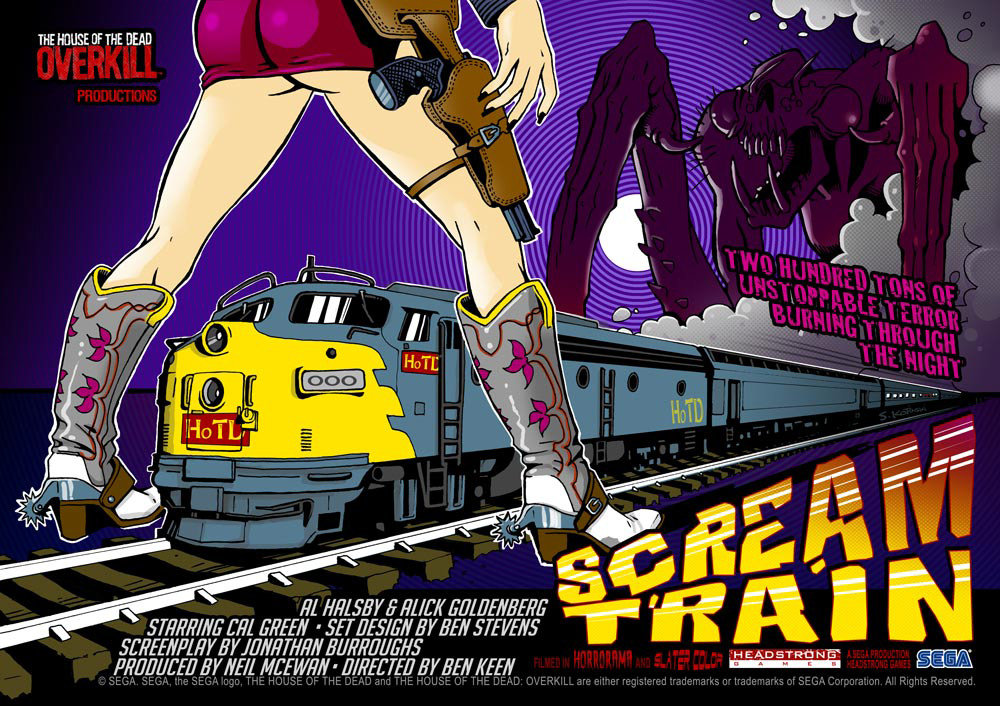 THE HOUSE OF THE DEAD
OVERKILL
PRODUCTIONS
TWO HUNDRED TONS OF
UNSTOPPABLE TERROR
BURNING THROUGH
THE NIGHT
HoTD
HoTD
HoTD
SCREAM
TRAIN
AL HALSBY & ALICK GOLDENBERG
STARRING CAL GREEN • SET DESIGN BY BEN STEVENS
SCREENPLAY BY JONATHAN BURROUGHS
PRODUCED BY NEIL MCEWAN • DIRECTED BY BEN KEEN
FILMED IN HORRORAMA AND SLATER COLOR
HEADSTRONG
GAMES
A SEGA PRODUCTION
HEADSTRONG GAMES
SEGA
© SEGA. SEGA, the SEGA logo, THE HOUSE OF THE DEAD and THE HOUSE OF THE DEAD: OVERKILL are either registered trademarks or trademarks of SEGA Corporation. All Rights Reserved.